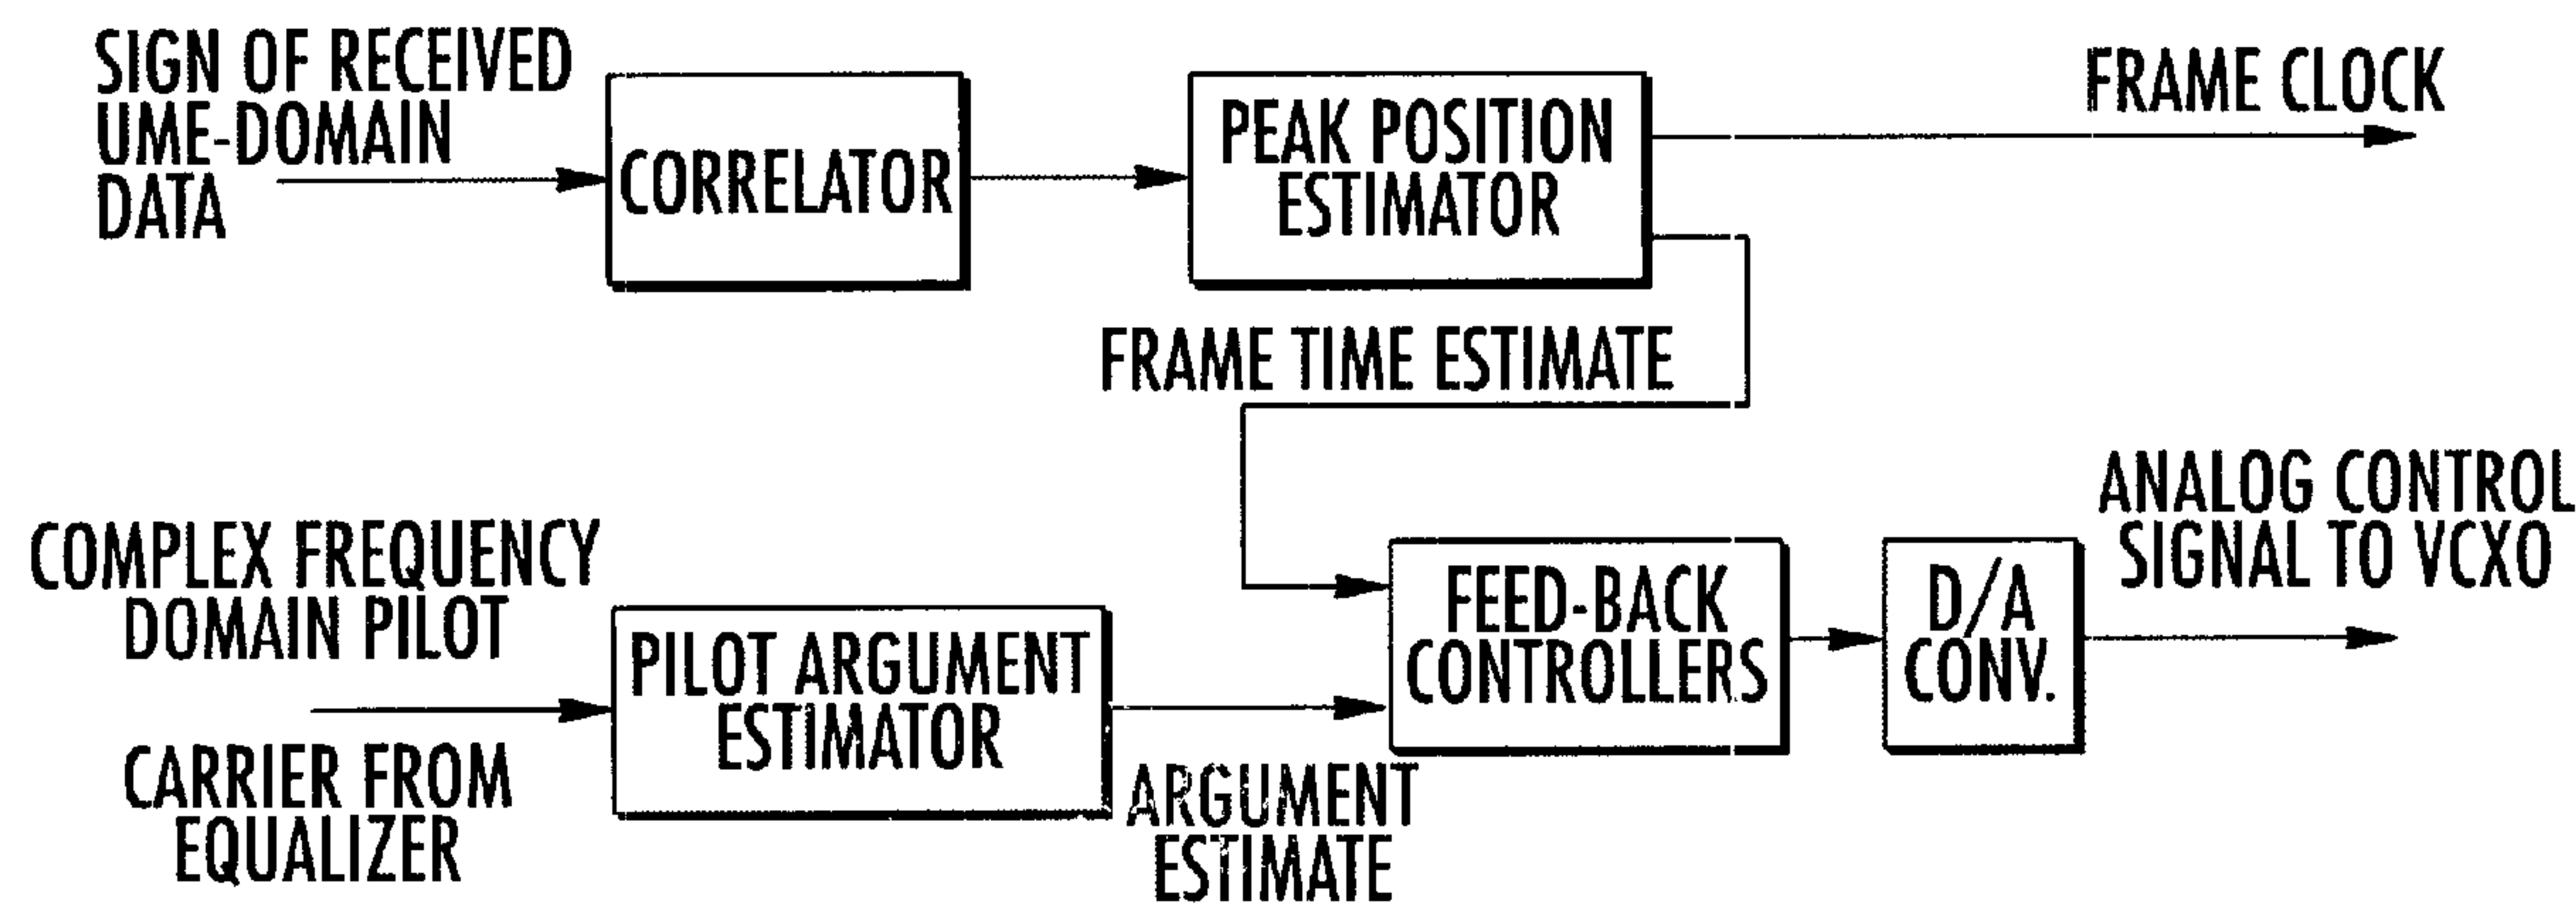 SIGN OF RECEIVED
UME-DOMAIN
DATA
CORRELATOR
PEAK POSITION
ESTIMATOR
FRAME CLOCK
FRAME TIME ESTIMATE
COMPLEX FREQUENCY
DOMAIN PILOT
CARRIER FROM
EQUALIZER
PILOT ARGUMENT
ESTIMATOR
ARGUMENT
ESTIMATE
FEED-BACK
CONTROLLERS
D/A
CONV.
ANALOG CONTROL
SIGNAL TO VCXO